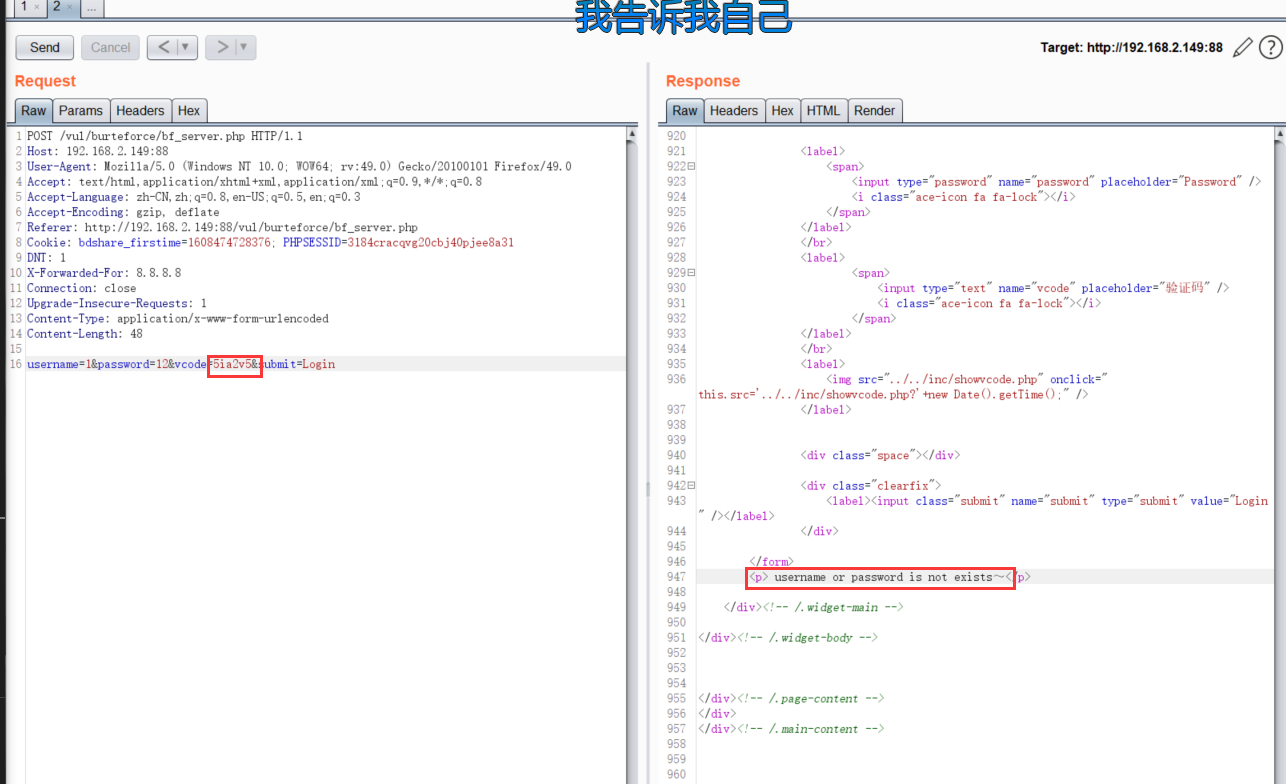 1 × 2 × ...
我告诉我自己
Send Cancel < ▼ > ▼ Target: http://192.168.2.149:88 ?
Request
Raw Params Headers Hex
1 POST /vul/burteforce/bf_server.php HTTP/1.1
2 Host: 192.168.2.149:88
3 User-Agent: Mozilla/5.0 (Windows NT 10.0; WOW64; rv:49.0) Gecko/20100101 Firefox/49.0
4 Accept: text/html,application/xhtml+xml,application/xml;q=0.9,*/*;q=0.8
5 Accept-Language: zh-CN,zh;q=0.8,en-US;q=0.5,en;q=0.3
6 Accept-Encoding: gzip, deflate
7 Referer: http://192.168.2.149:88/vul/burteforce/bf_server.php
8 Cookie: bdshare_firstime=1608474728376; PHPSESSID=3184cracqvg20cbj40pjee8a31
9 DNT: 1
10 X-Forwarded-For: 8.8.8.8
11 Connection: close
12 Upgrade-Insecure-Requests: 1
13 Content-Type: application/x-www-form-urlencoded
14 Content-Length: 48
15
16 username=1&password=12&vcode=5ia2v5&submit=Login
Response
Raw Headers Hex HTML Render
920
921 <label>
922 <span>
923 <input type="password" name="password" placeholder="Password" />
924 <i class="ace-icon fa fa-lock"></i>
925 </span>
926 </label>
927 </br>
928 <label>
929 <span>
930 <input type="text" name="vcode" placeholder="验证码" />
931 <i class="ace-icon fa fa-lock"></i>
932 </span>
933 </label>
934 </br>
935 <label>
936 <img src="../../inc/showvcode.php" onclick="
this.src='../../inc/showvcode.php?'+new Date().getTime();" />
937 </label>
938
939
940 <div class="space"></div>
941
942 <div class="clearfix">
943 <label><input class="submit" name="submit" type="submit" value="Login
" /></label>
944 </div>
945
946 </form>
947 <p> username or password is not exists～</p>
948
949 </div><!-- /.widget-main -->
950
951 </div><!-- /.widget-body -->
952
953
954
955 </div><!-- /.page-content -->
956 </div>
957 </div><!-- /.main-content -->
958
959
960